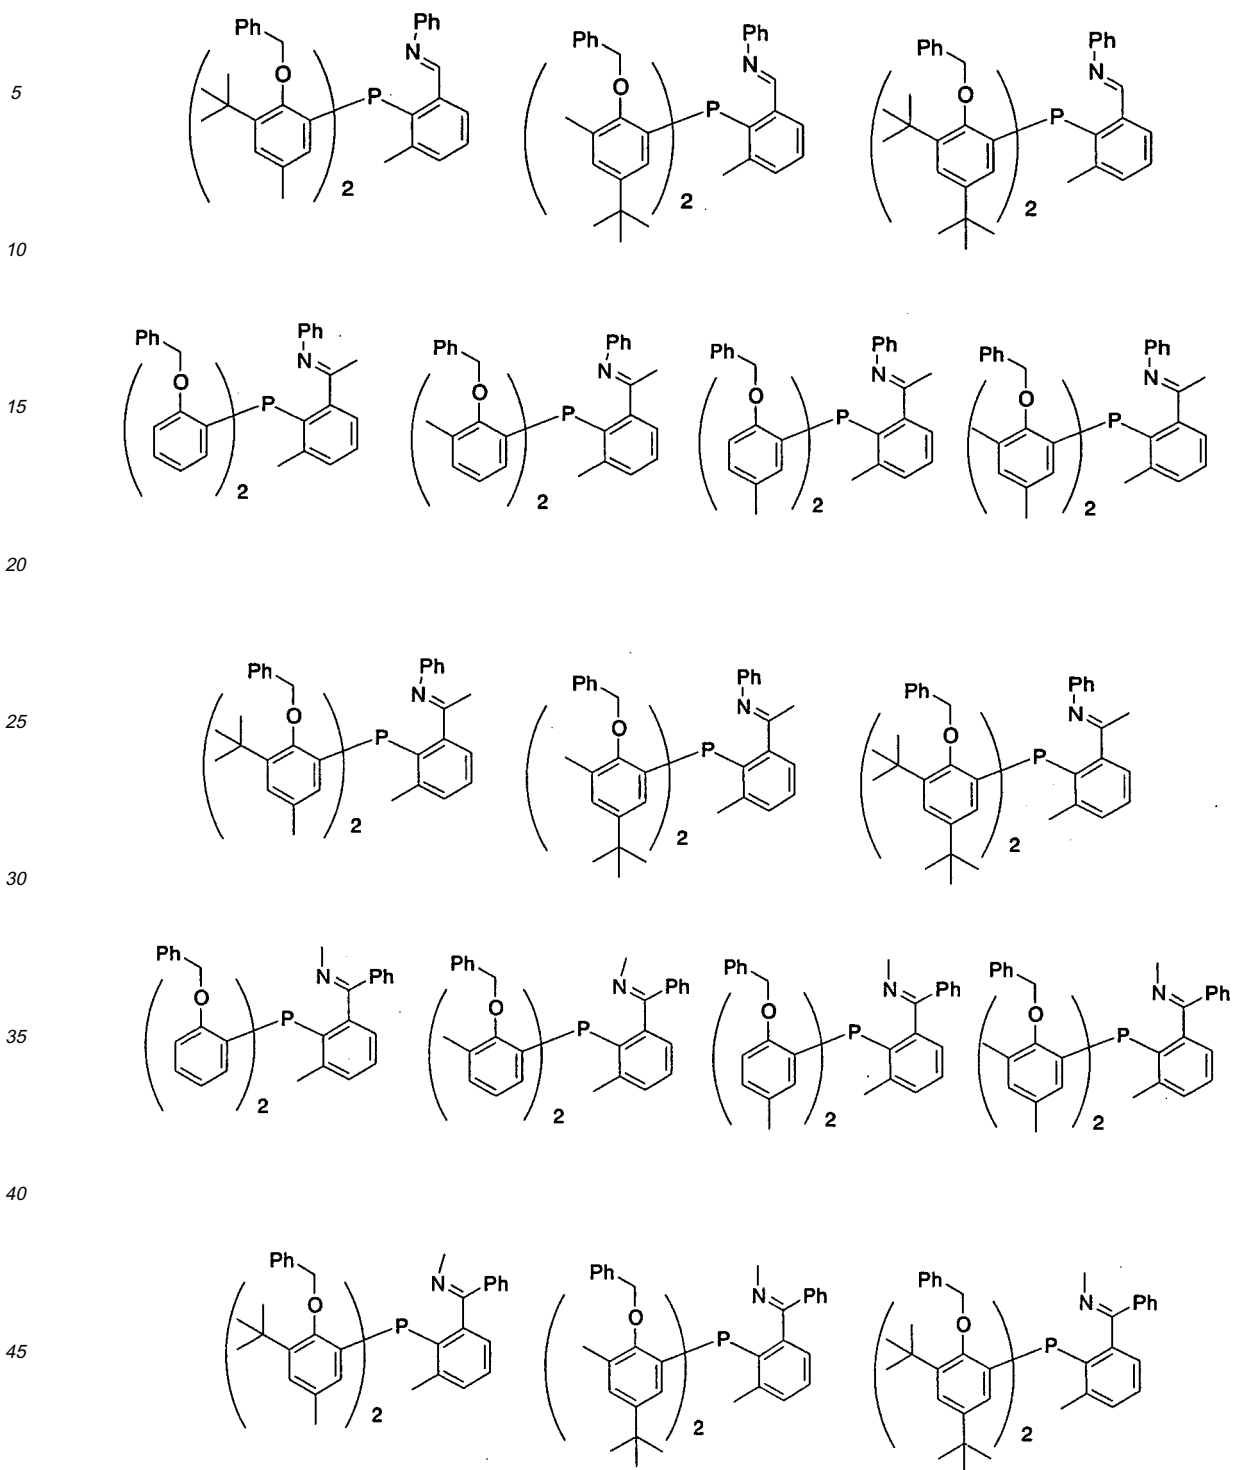 Ph Ph Ph Ph Ph Ph
N N N
O O O
5
P P P
2 2 2
10
Ph Ph Ph Ph Ph Ph Ph Ph
N N N N
O O O O
15
P P P P
2 2 2 2
20
Ph Ph Ph Ph Ph Ph
N N N
O O O
25
P P P
2 2 2
30
Ph N Ph Ph N Ph Ph N Ph Ph N Ph
O O O O
35
P P P P
2 2 2 2
40
Ph N Ph Ph N Ph Ph N Ph
O O O
45
P P P
2 2 2